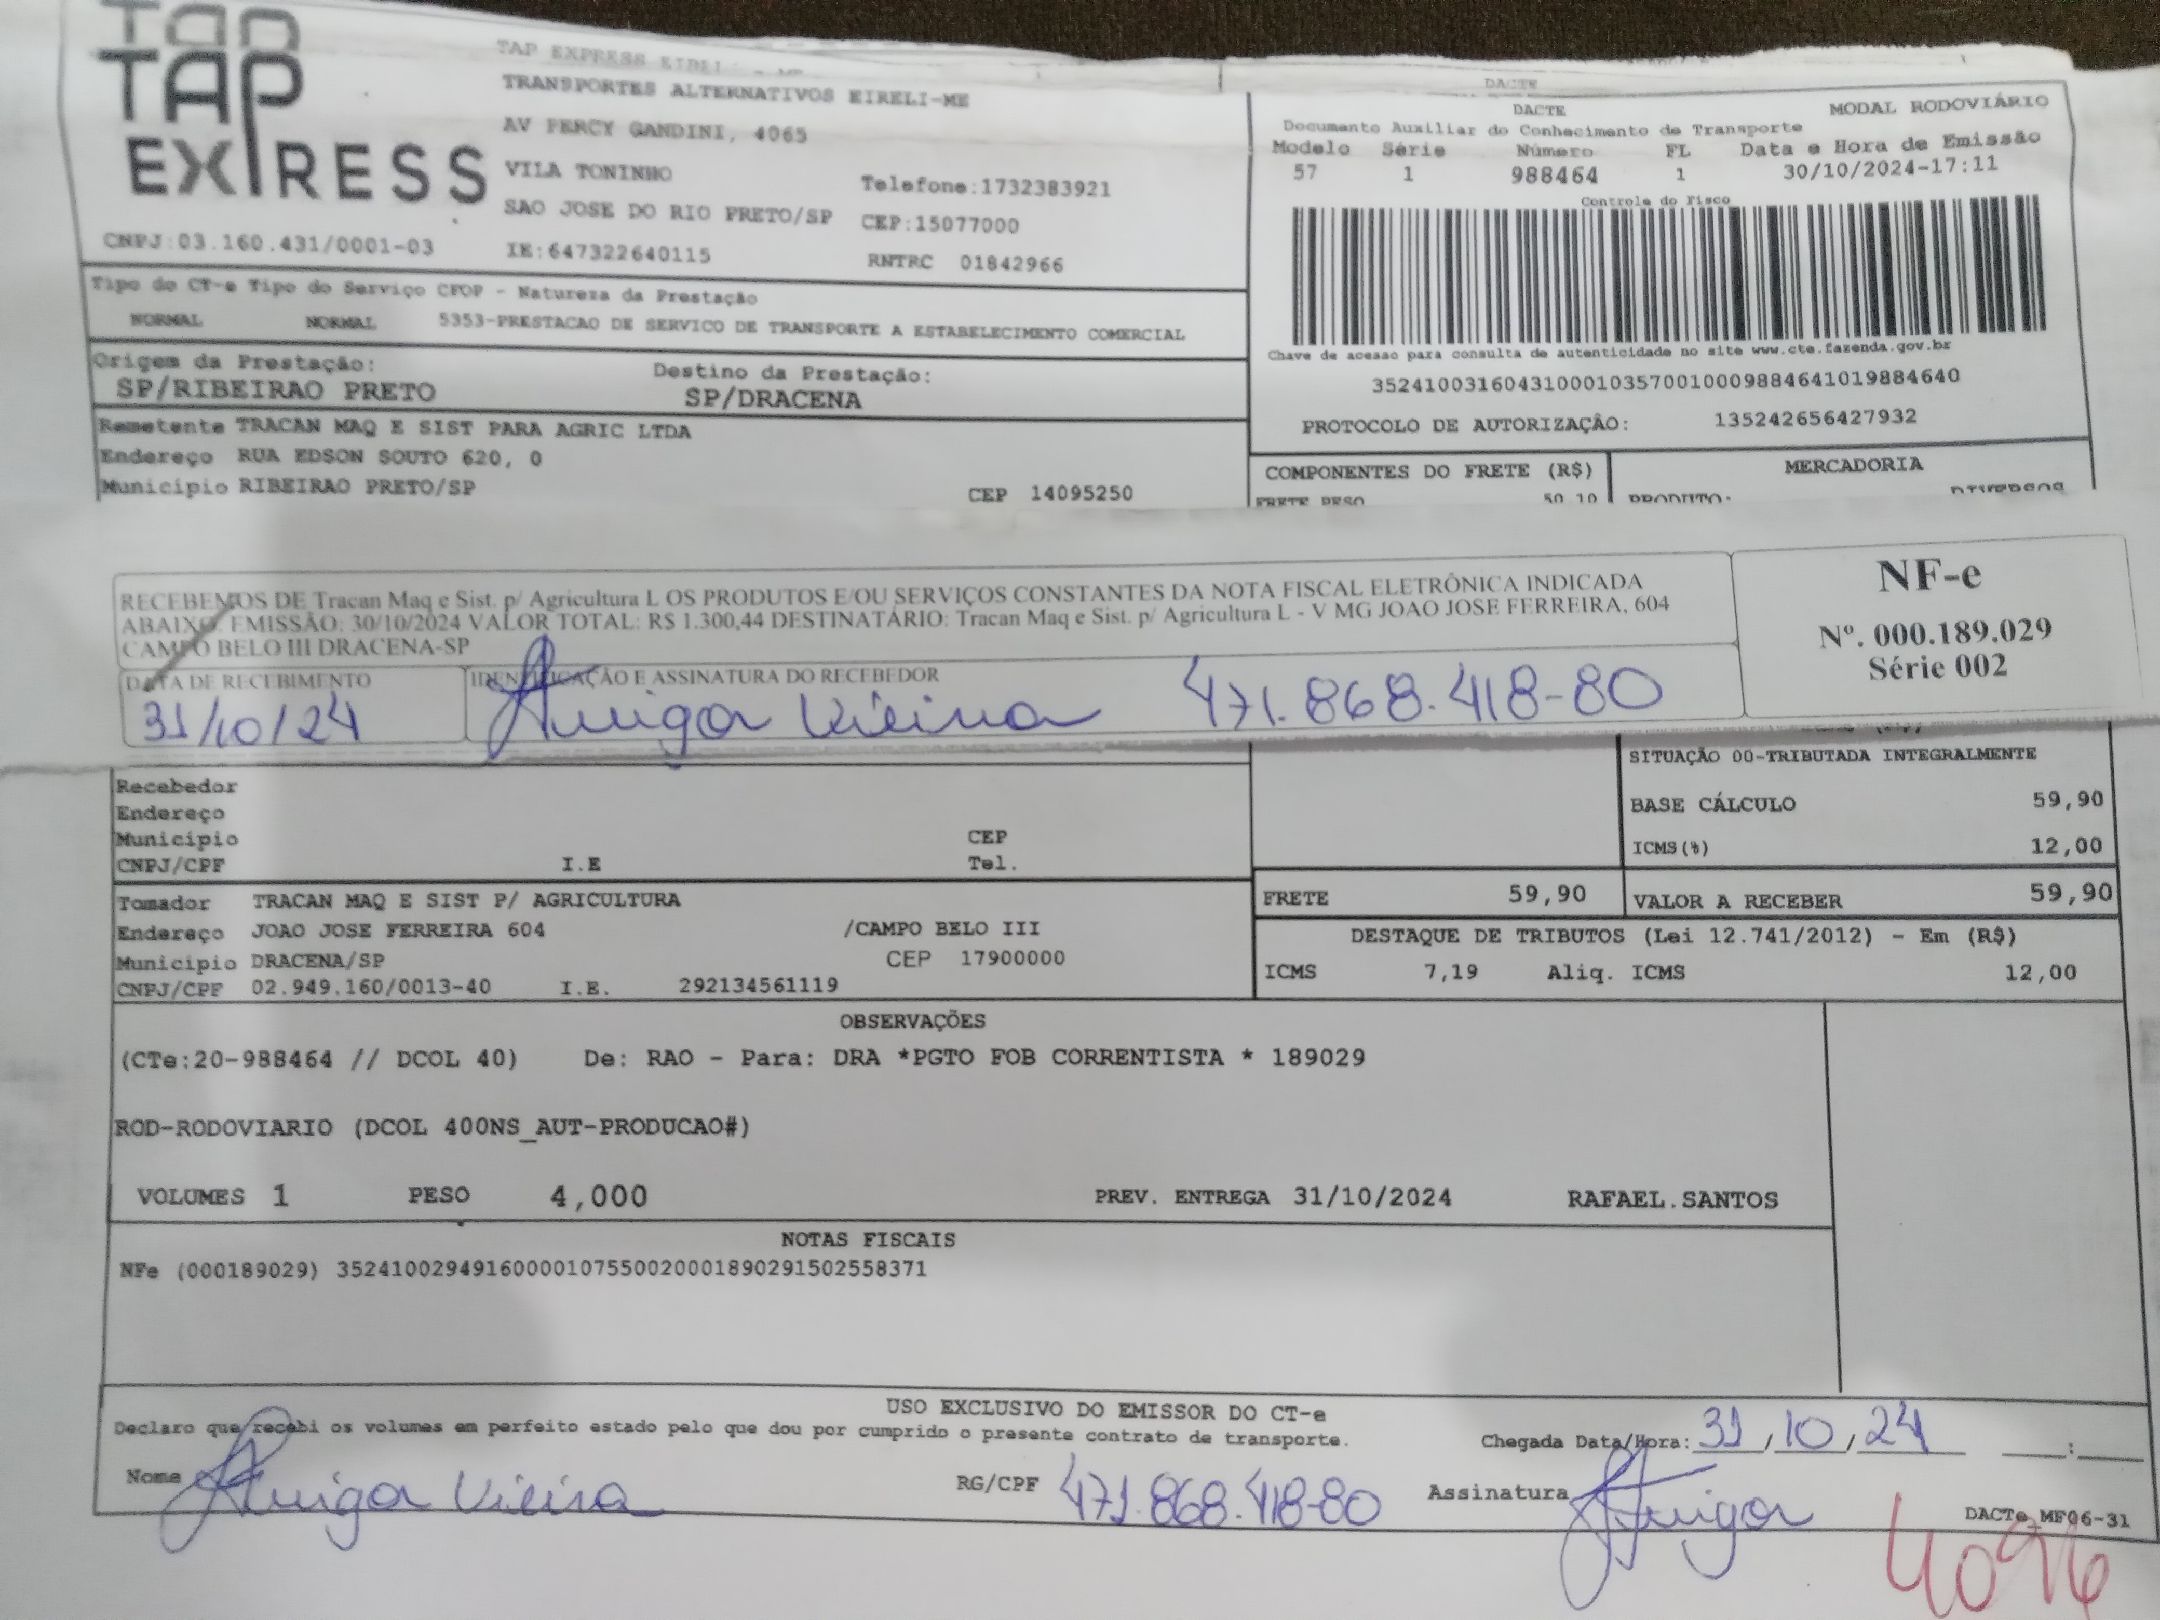 TAP
TAP
EXPRESS
TAP EXPRESS EIRELI - ME
TRANSPORTES ALTERNATIVOS EIRELI-ME
AV PERCY GANDINI, 4065
VILA TONINHO
Telefone:1732383921
SAO JOSE DO RIO PRETO/SP CEP:15077000
CNPJ:03.160.431/0001-03 IE:647322640115 RNTRC 01842966
DACTE
DACTE MODAL RODOVIÁRIO
Documento Auxiliar do Conhecimento de Transporte
Modelo Série Número FL Data e Hora de Emissão
57 1 988464 1 30/10/2024-17:11
Controle do Fisco
Chave de acesso para consulta de autenticidade no site www.cte.fazenda.gov.br
35241003160431000103570010009884641019884640
PROTOCOLO DE AUTORIZAÇÃO: 135242656427932
Tipo do CT-e Tipo do Serviço CFOP - Natureza da Prestação
NORMAL NORMAL 5353-PRESTACAO DE SERVICO DE TRANSPORTE A ESTABELECIMENTO COMERCIAL
Origem da Prestação: Destino da Prestação:
SP/RIBEIRAO PRETO SP/DRACENA
Remetente TRACAN MAQ E SIST PARA AGRIC LTDA
Endereço RUA EDSON SOUTO 620, 0
Município RIBEIRAO PRETO/SP CEP 14095250
COMPONENTES DO FRETE (R$) MERCADORIA
FRETE PESO 50,10 PRODUTO: DIVERSOS
RECEBEMOS DE Tracan Maq e Sist. p/ Agricultura L OS PRODUTOS E/OU SERVIÇOS CONSTANTES DA NOTA FISCAL ELETRÔNICA INDICADA
ABAIXO. EMISSÃO: 30/10/2024 VALOR TOTAL: R$ 1.300,44 DESTINATÁRIO: Tracan Maq e Sist. p/ Agricultura L - V MG JOAO JOSE FERREIRA, 604
CAMPO BELO III DRACENA-SP
NF-e
Nº. 000.189.029
Série 002
DATA DE RECEBIMENTO IDENTIFICAÇÃO E ASSINATURA DO RECEBEDOR
31/10/24 Vieira 471.868.418-80
SITUAÇÃO 00-TRIBUTADA INTEGRALMENTE
BASE CÁLCULO 59,90
ICMS(%) 12,00
Recebedor
Endereço
Município CEP
CNPJ/CPF I.E Tel.
FRETE 59,90 VALOR A RECEBER 59,90
Tomador TRACAN MAQ E SIST P/ AGRICULTURA
Endereço JOAO JOSE FERREIRA 604 /CAMPO BELO III
Município DRACENA/SP CEP 17900000
CNPJ/CPF 02.949.160/0013-40 I.E. 292134561119
DESTAQUE DE TRIBUTOS (Lei 12.741/2012) - Em (R$)
ICMS 7,19 Aliq. ICMS 12,00
OBSERVAÇÕES
(CTe:20-988464 // DCOL 40) De: RAO - Para: DRA *PGTO FOB CORRENTISTA * 189029
ROD-RODOVIARIO (DCOL 400NS_AUT-PRODUCAO#)
VOLUMES 1 PESO 4,000 PREV. ENTREGA 31/10/2024 RAFAEL.SANTOS
NOTAS FISCAIS
NFe (000189029) 35241002949160000107550020001890291502558371
USO EXCLUSIVO DO EMISSOR DO CT-e
Declaro que recebi os volumes em perfeito estado pelo que dou por cumprido o presente contrato de transporte.
Chegada Data/Hora: 31/10/24 :
Nome Vieira RG/CPF 471.868.418-80 Assinatura
DACTe_MF06-31
4096